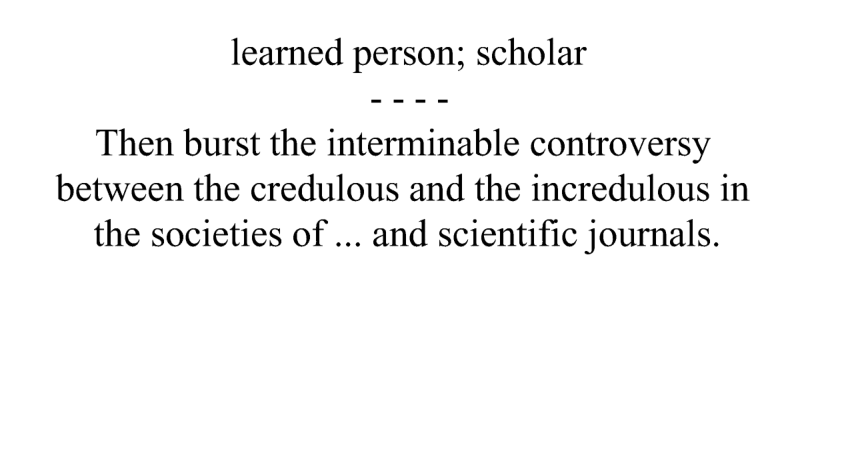 learned person; scholar
- - - -
Then burst the interminable controversy
between the credulous and the incredulous in
the societies of ... and scientific journals.